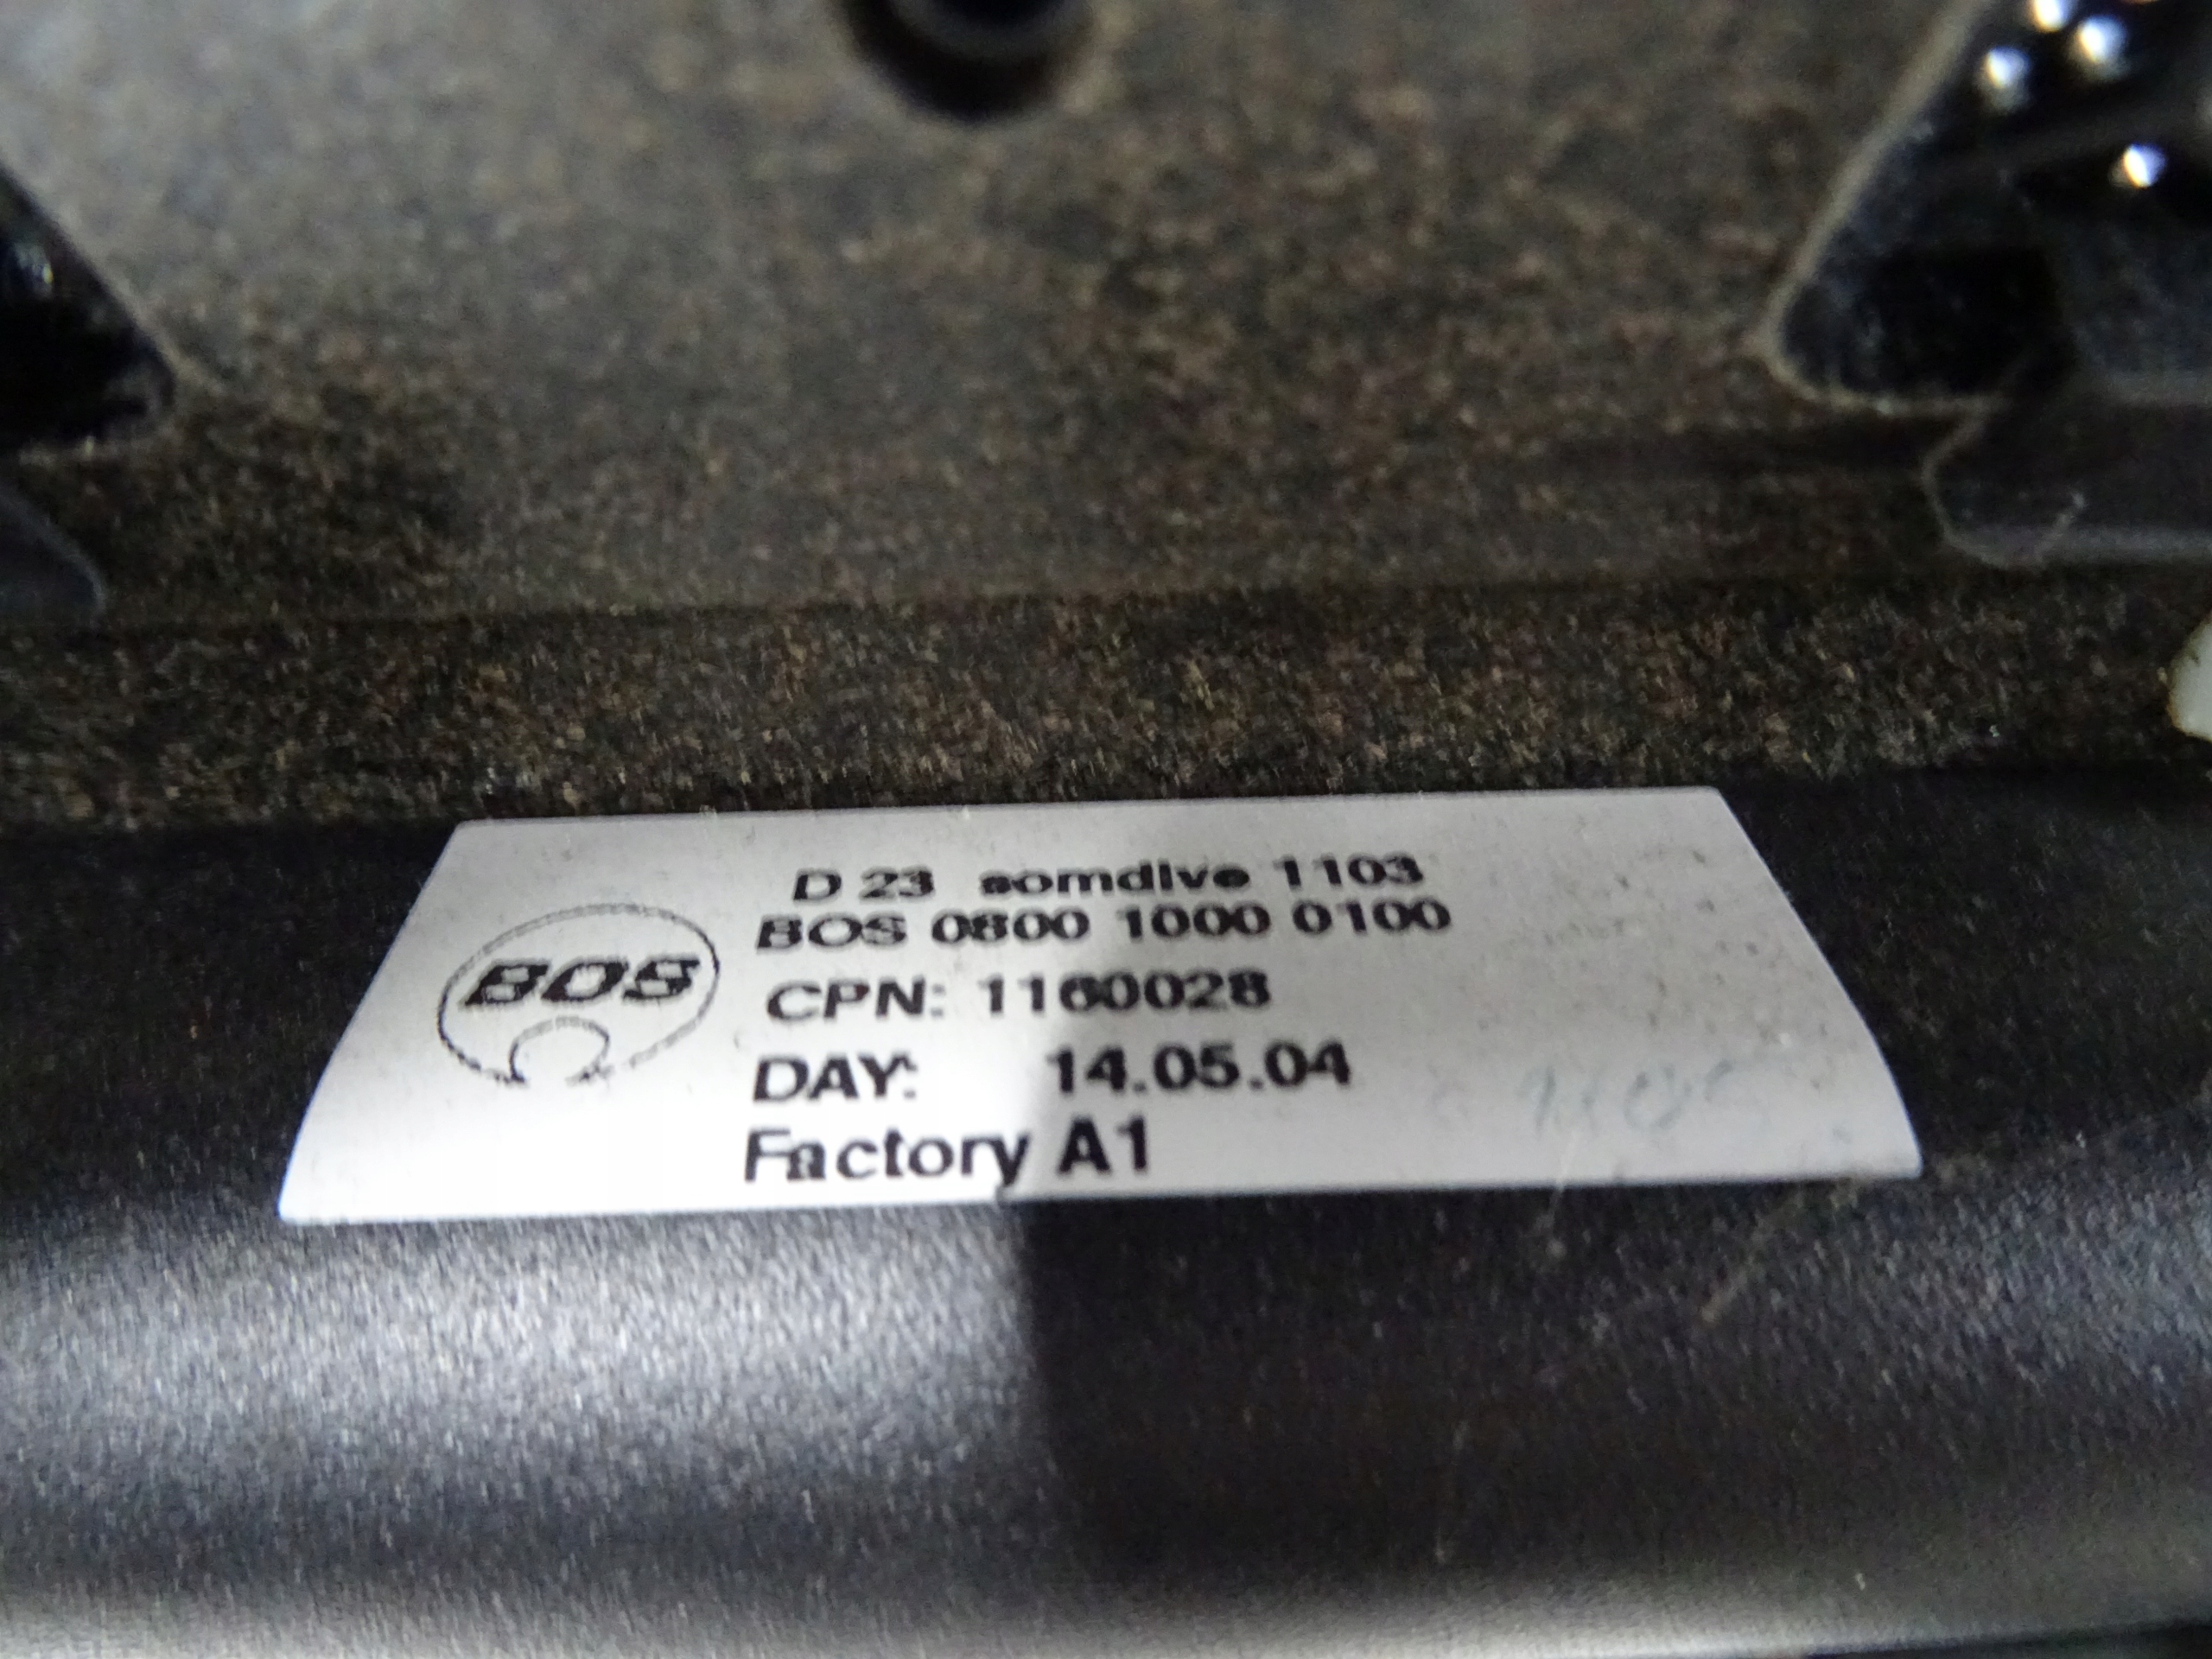 D 23 somdive 1103
BOS 0800 1000 0100
BOS
CPN: 1160028
DAY: 14.05.04
Factory A1